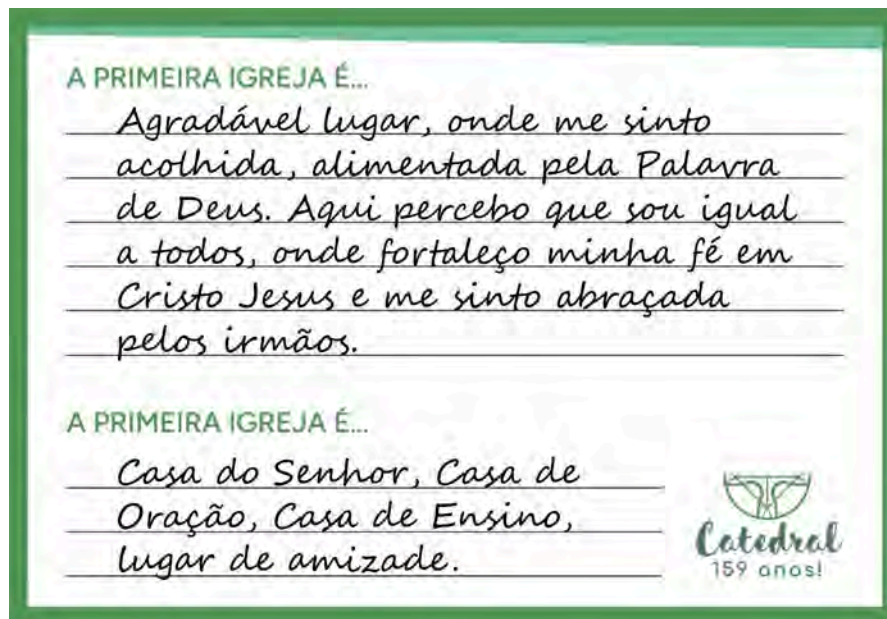 A PRIMEIRA IGREJA É...
Agradável lugar, onde me sinto
acolhida, alimentada pela Palavra
de Deus. Aqui percebo que sou igual
a todos, onde fortaleço minha fé em
Cristo Jesus e me sinto abraçada
pelos irmãos.
A PRIMEIRA IGREJA É...
Casa do Senhor, Casa de
Oração, Casa de Ensino,
lugar de amizade.
Catedral
159 anos!